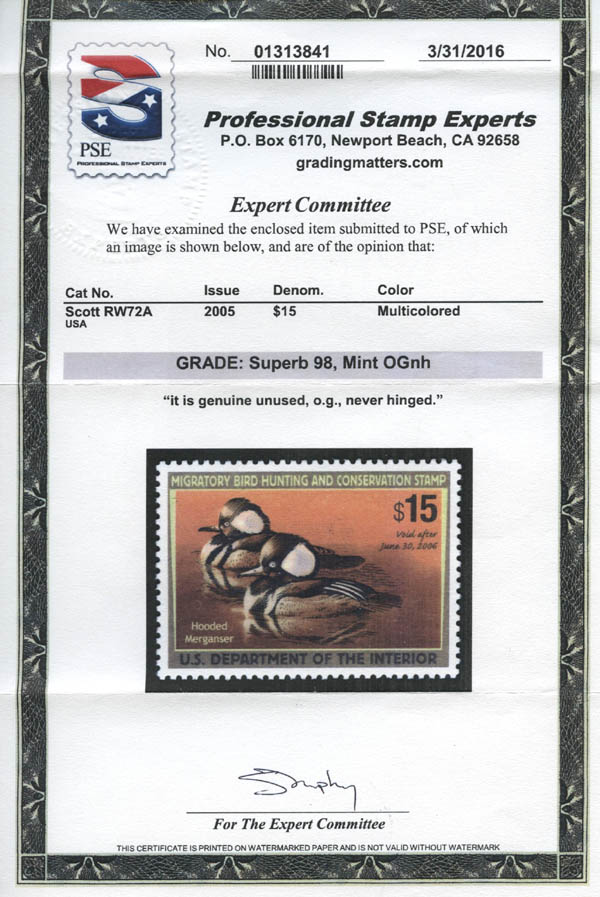 No. 01313841 3/31/2016
PSE
PROFESSIONAL STAMP EXPERTS
Professional Stamp Experts
P.O. Box 6170, Newport Beach, CA 92658
gradingmatters.com
Expert Committee
We have examined the enclosed item submitted to PSE, of which
an image is shown below, and are of the opinion that:
Cat No. Issue Denom. Color
Scott RW72A 2005 $15 Multicolored
USA
GRADE: Superb 98, Mint OGnh
“it is genuine unused, o.g., never hinged.”
MIGRATORY BIRD HUNTING AND CONSERVATION STAMP
$15
Void after
June 30, 2006
Hooded
Merganser
U.S. DEPARTMENT OF THE INTERIOR
For The Expert Committee
THIS CERTIFICATE IS PRINTED ON WATERMARKED PAPER AND IS NOT VALID WITHOUT WATERMARK